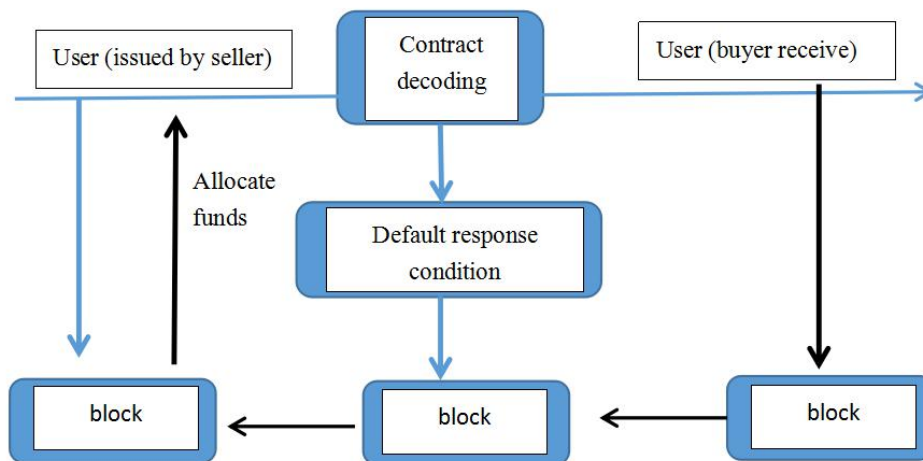 User (issued by seller)
Contract
decoding
User (buyer receive)
Allocate
funds
Default response
condition
block
block
block